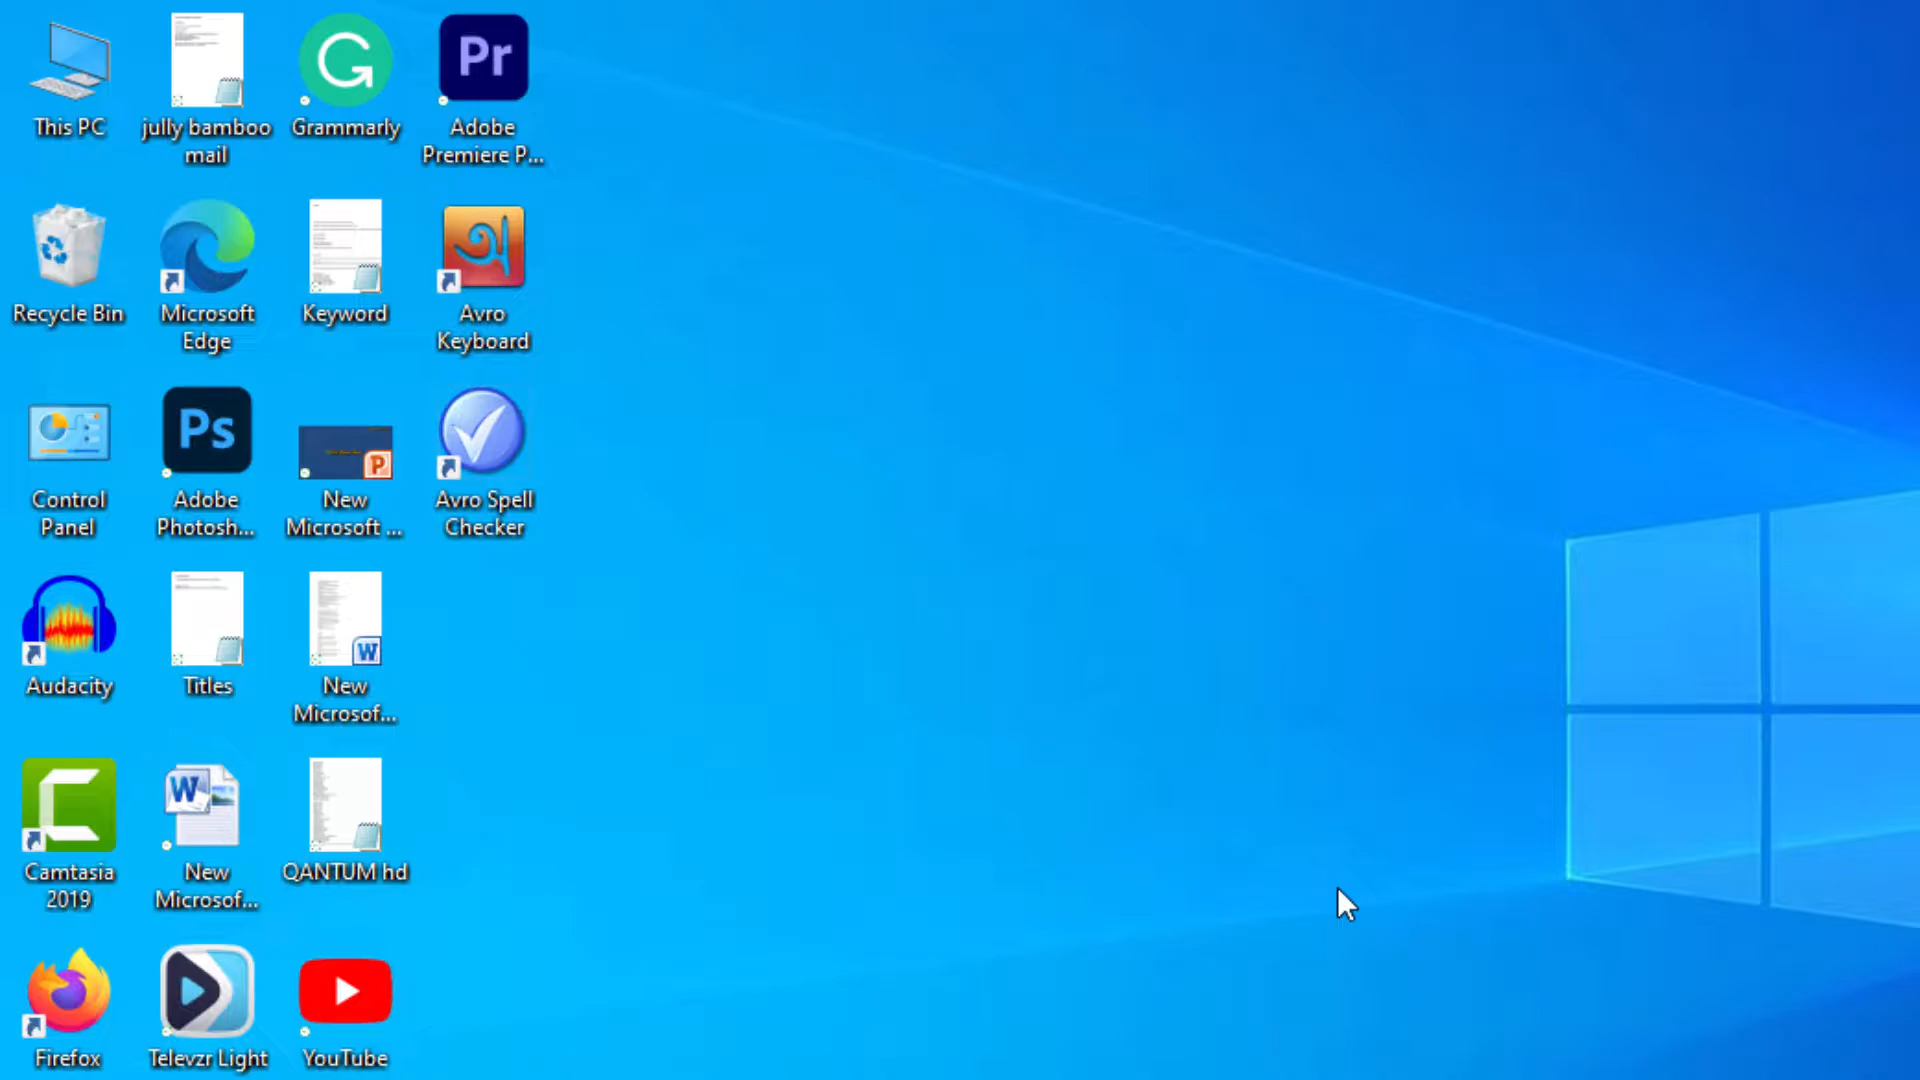 This PC
jully bamboo
mail
Grammarly
Pr
Adobe
Premiere P...
Recycle Bin
Microsoft
Edge
Keyword
অ
Avro
Keyboard
Control
Panel
Ps
Adobe
Photosh...
P
New
Microsoft ...
Avro Spell
Checker
Audacity
Titles
W
New
Microsof...
Camtasia
2019
W
New
Microsof...
QANTUM hd
Firefox
Televzr Light
YouTube